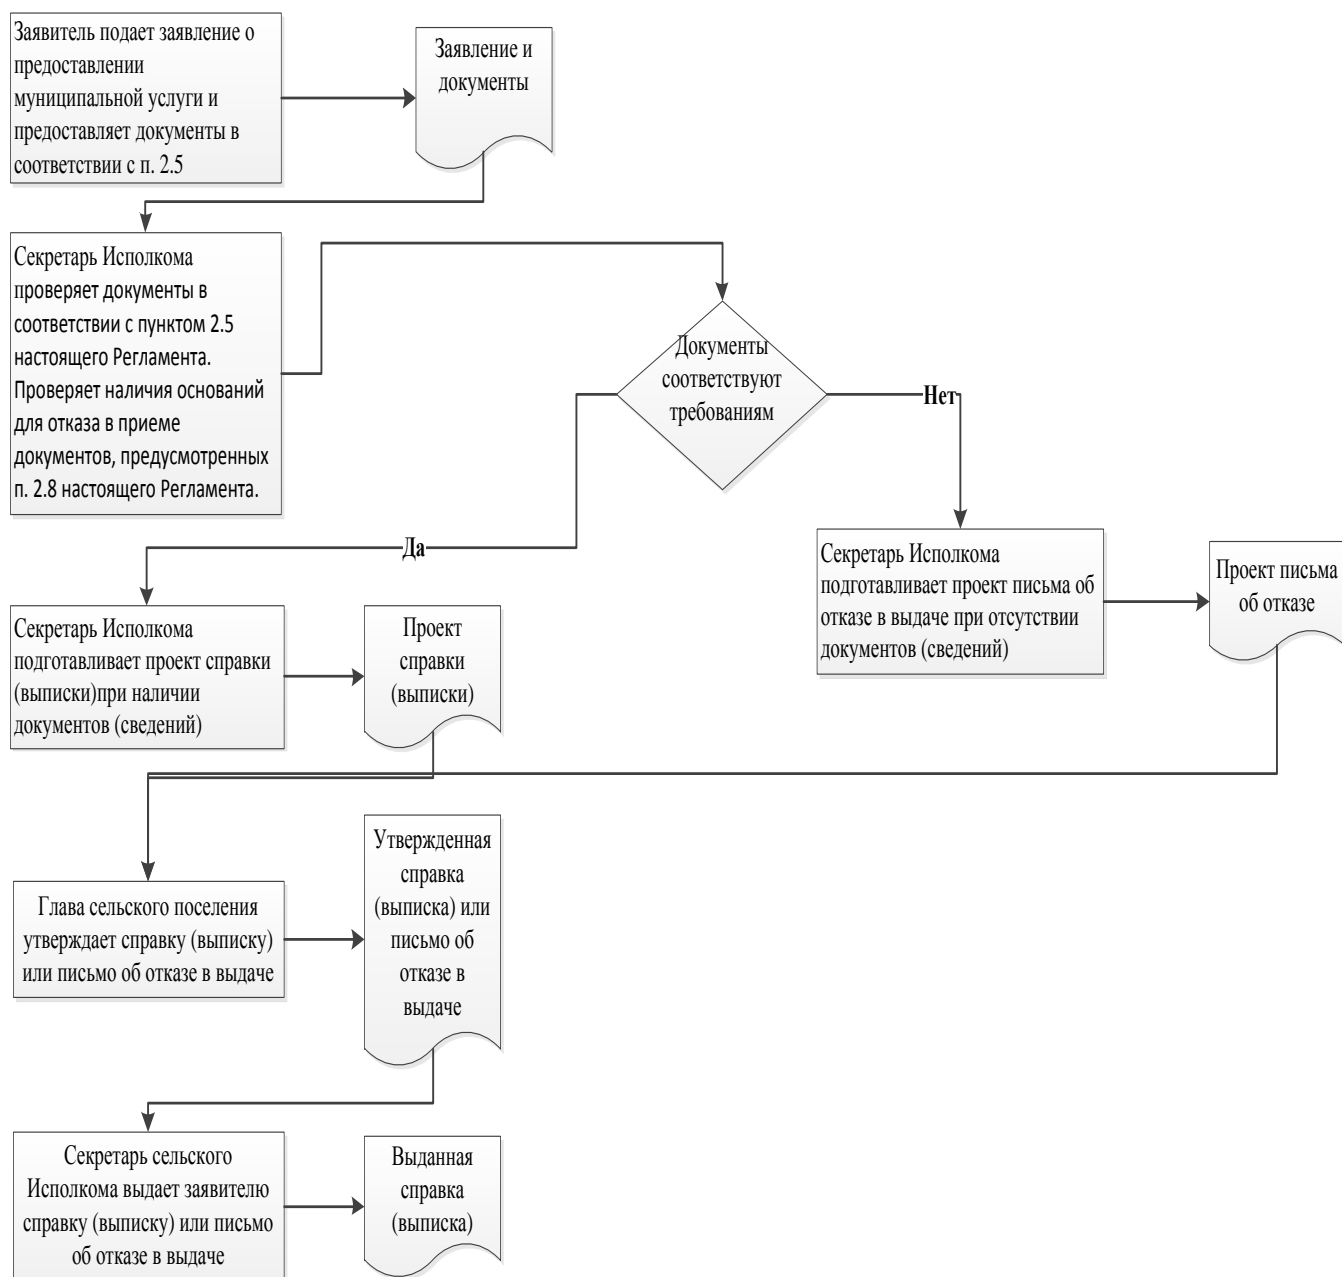 Заявитель подает заявление о
предоставлении
муниципальной услуги и
предоставляет документы в
соответствии с п. 2.5
Заявление и
документы
Секретарь Исполкома
проверяет документы в
соответствии с пунктом 2.5
настоящего Регламента.
Проверяет наличия оснований
для отказа в приеме
документов, предусмотренных
п. 2.8 настоящего Регламента.
Документы
соответствуют
требованиям
Нет
Да
Секретарь Исполкома
подготавливает проект письма об
отказе в выдаче при отсутствии
документов (сведений)
Проект письма
об отказе
Секретарь Исполкома
подготавливает проект справки
(выписки)при наличии
документов (сведений)
Проект
справки
(выписки)
Глава сельского поселения
утверждает справку (выписку)
или письмо об отказе в выдаче
Утвержденная
справка
(выписка) или
письмо об
отказе в
выдаче
Секретарь сельского
Исполкома выдает заявителю
справку (выписку) или письмо
об отказе в выдаче
Выданная
справка
(выписка)